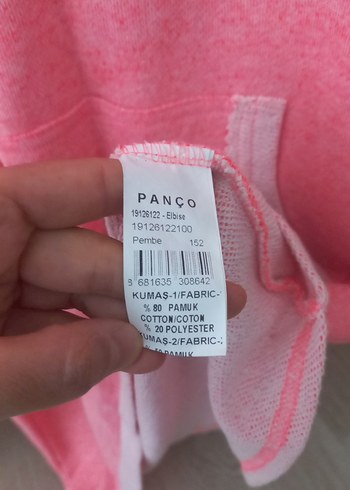 PANÇO
19126122 - Elbise
19126122100
Pembe 152
8 681635 308642
KUMAŞ-1/FABRIC-
% 80 PAMUK
COTTON/COTON
% 20 POLYESTER
KUMAŞ-2/FABRIC-
PAMUK